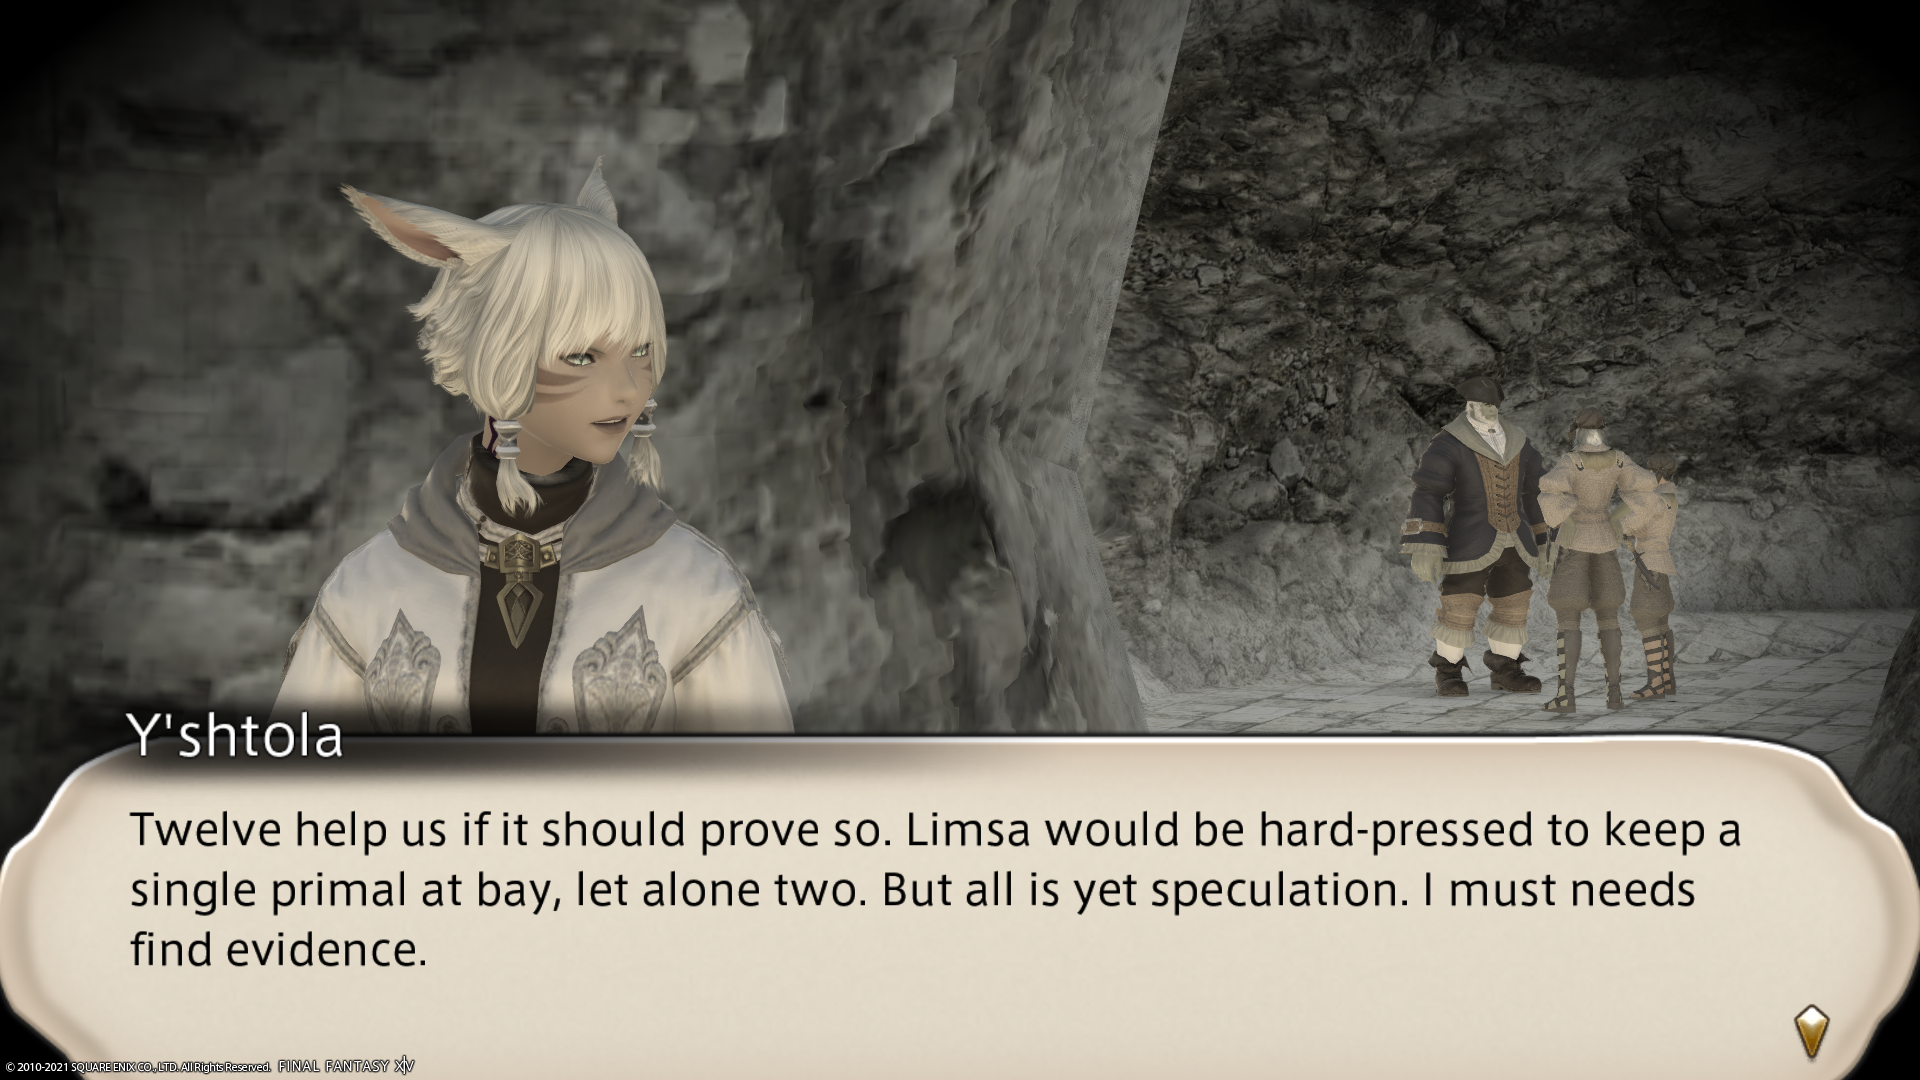 Y'shtola
Twelve help us if it should prove so. Limsa would be hard-pressed to keep a
single primal at bay, let alone two. But all is yet speculation. I must needs
find evidence.
© 2010-2021 SQUARE ENIX CO., LTD. All Rights Reserved. FINAL FANTASY XIV